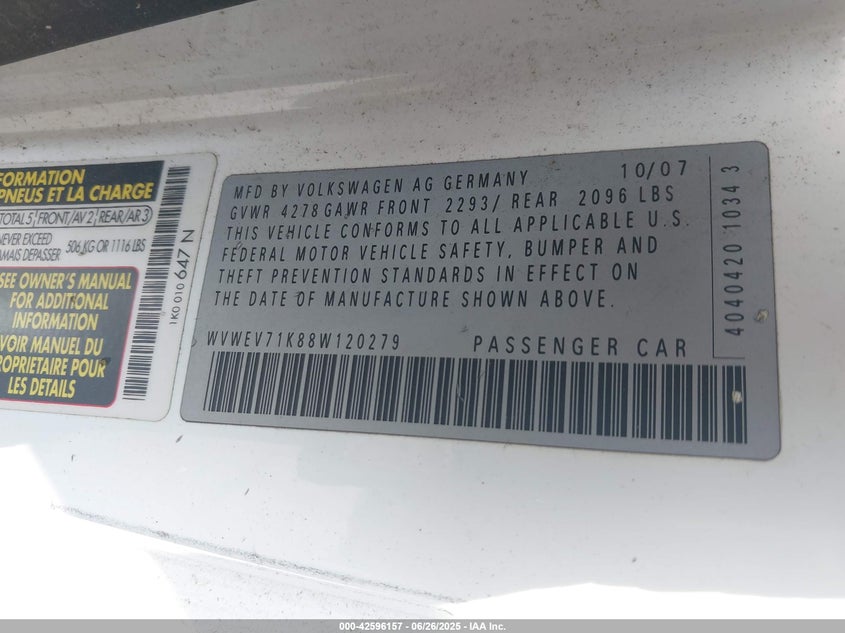 FORMATION
PNEUS ET LA CHARGE
TOTAL 5 FRONT/AV 2 REAR/AR 3
NEVER EXCEED
AMAIS DEPASSER 506 KG OR 1116 LBS
SEE OWNER'S MANUAL
FOR ADDITIONAL
INFORMATION
VOIR MANUEL DU
PROPRIETAIRE POUR
LES DETAILS
1K0 010 647 N
MFD BY VOLKSWAGEN AG GERMANY 10/07
GVWR 4278 GAWR FRONT 2293/ REAR 2096 LBS
THIS VEHICLE CONFORMS TO ALL APPLICABLE U.S.
FEDERAL MOTOR VEHICLE SAFETY, BUMPER AND
THEFT PREVENTION STANDARDS IN EFFECT ON
THE DATE OF MANUFACTURE SHOWN ABOVE.
WVWEV71K88W120279 PASSENGER CAR
4040420 1034 3
000-42596157 - 06/26/2025 - IAA Inc.